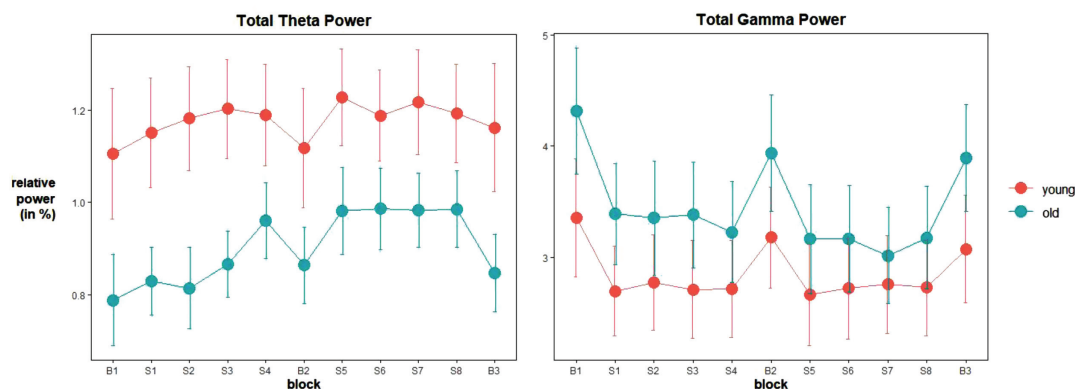 Total Theta Power
Total Gamma Power
relative
power
(in %)
1.2
1.0
0.8
B1 S1 S2 S3 S4 B2 S5 S6 S7 S8 B3
block
5
4
3
B1 S1 S2 S3 S4 B2 S5 S6 S7 S8 B3
block
young
old